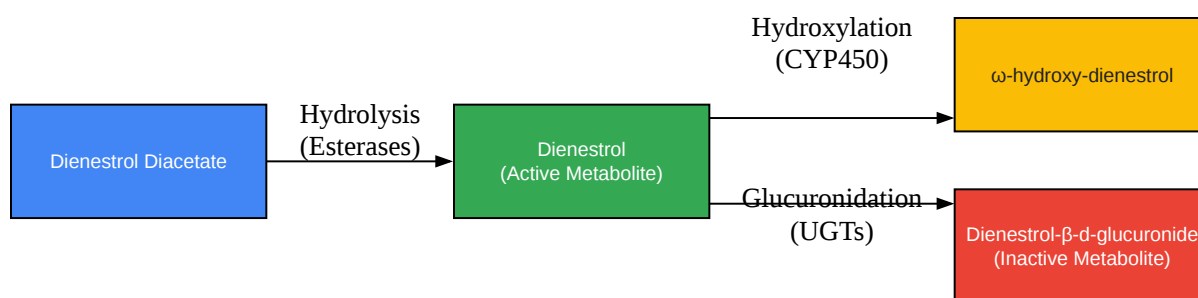 Dienestrol Diacetate
Hydrolysis
(Esterases)
Dienestrol
(Active Metabolite)
Hydroxylation
(CYP450)
ω-hydroxy-dienestrol
Glucuronidation
(UGTs)
Dienestrol-β-d-glucuronide
(Inactive Metabolite)